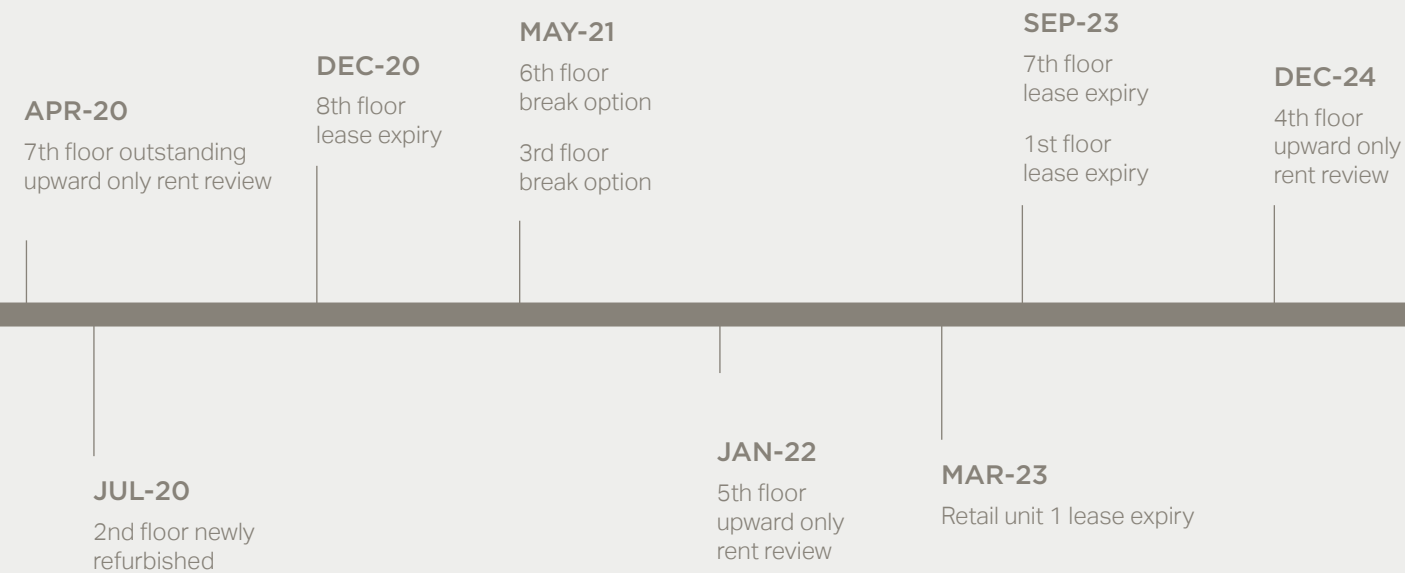 APR-20
7th floor outstanding
upward only rent review
DEC-20
8th floor
lease expiry
MAY-21
6th floor
break option
3rd floor
break option
SEP-23
7th floor
lease expiry
1st floor
lease expiry
DEC-24
4th floor
upward only
rent review
JUL-20
2nd floor newly
refurbished
JAN-22
5th floor
upward only
rent review
MAR-23
Retail unit 1 lease expiry